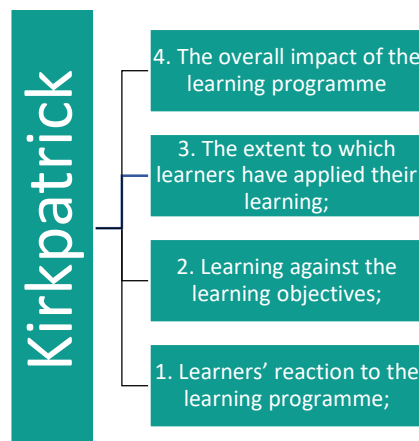 Kirkpatrick
4. The overall impact of the
learning programme
3. The extent to which
learners have applied their
learning;
2. Learning against the
learning objectives;
1. Learners’ reaction to the
learning programme;